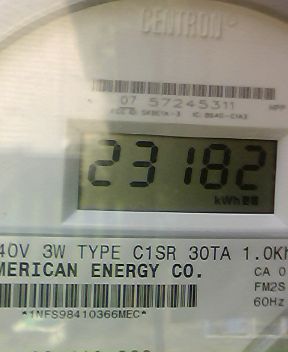 CENTRON
07 57245311
23182
kWh
40V 3W TYPE C1SR 30TA 1.0Kh
MERICAN ENERGY CO.
CA 0
FM2S
60Hz
*1NFS98410366MEC*